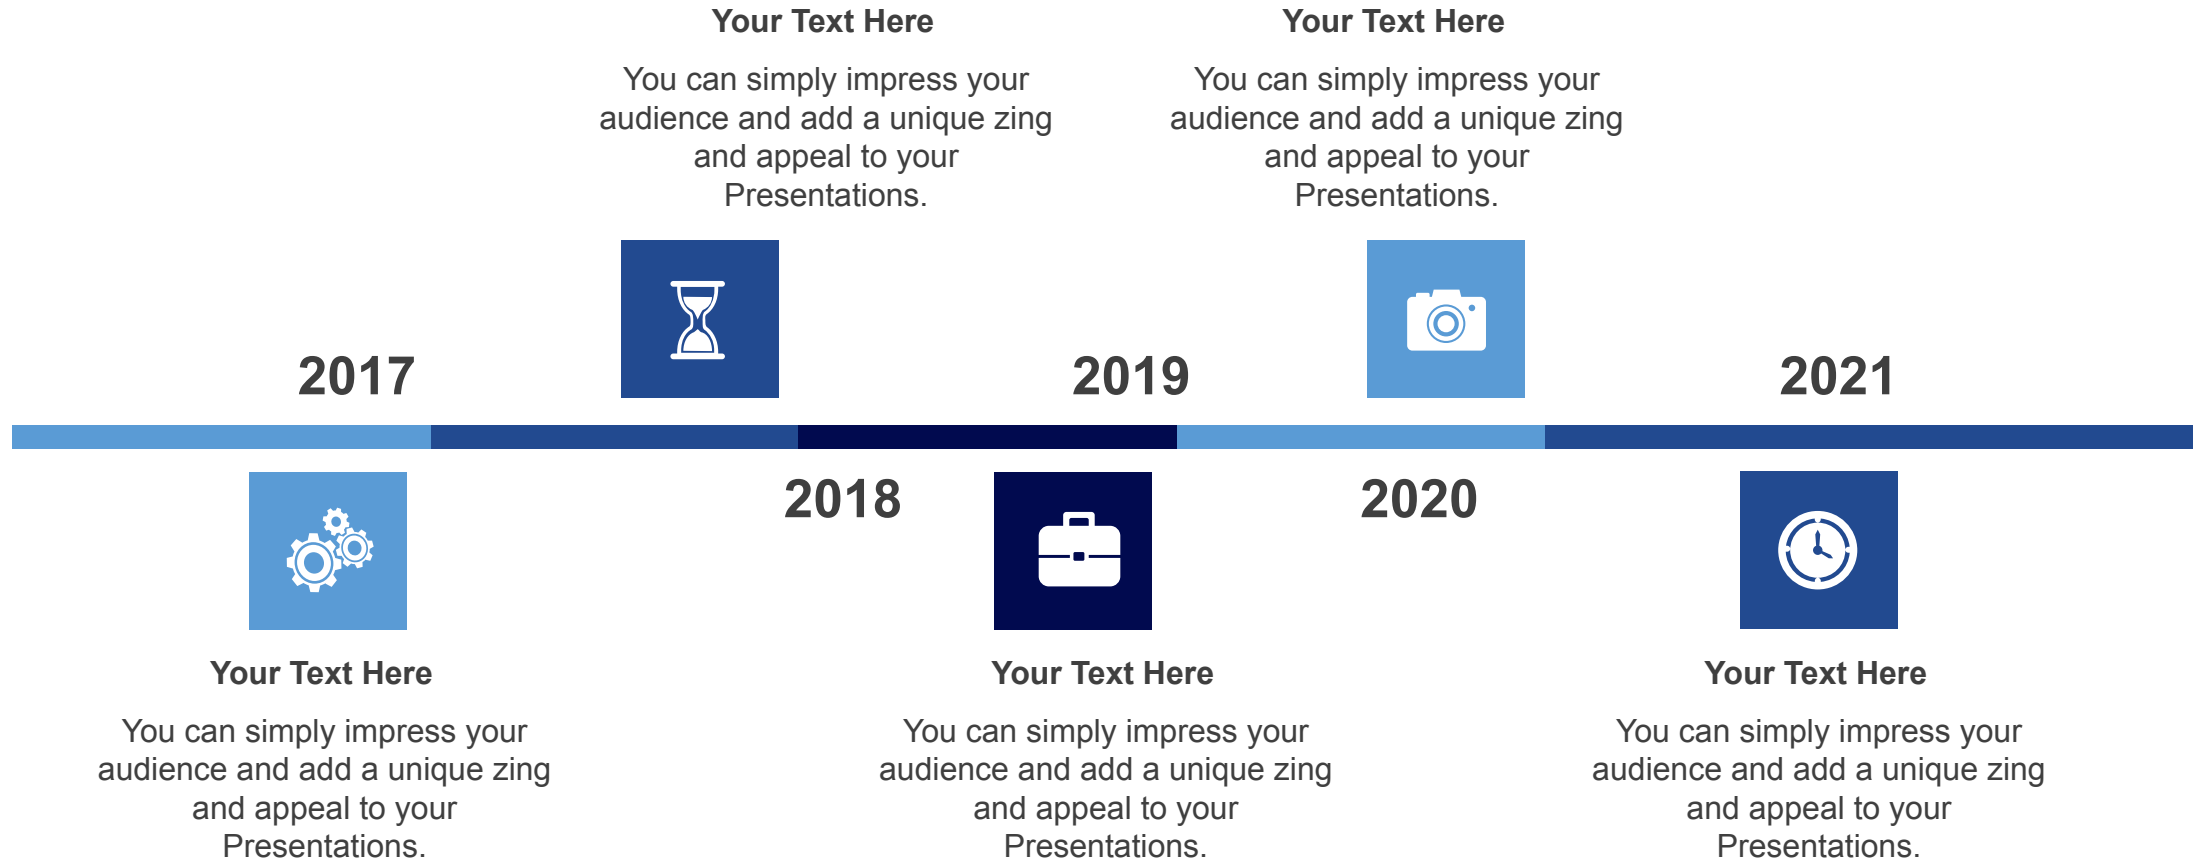 Your Text Here
You can simply impress your
audience and add a unique zing
and appeal to your
Presentations.
Your Text Here
You can simply impress your
audience and add a unique zing
and appeal to your
Presentations.
2017
2019
2021
2018
2020
Your Text Here
You can simply impress your
audience and add a unique zing
and appeal to your
Presentations.
Your Text Here
You can simply impress your
audience and add a unique zing
and appeal to your
Presentations.
Your Text Here
You can simply impress your
audience and add a unique zing
and appeal to your
Presentations.